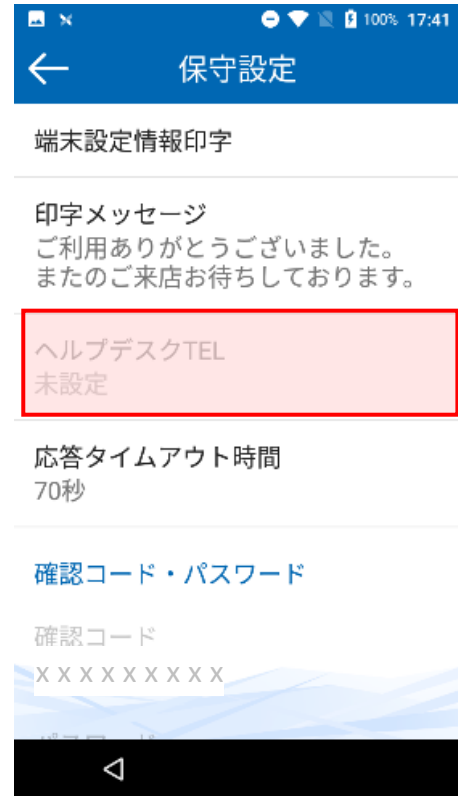 100% 17:41
保守設定
端末設定情報印字
印字メッセージ
ご利用ありがとうございました。
またのご来店お待ちしております。
ヘルプデスクTEL
未設定
応答タイムアウト時間
70秒
確認コード・パスワード
確認コード
X X X X X X X X X